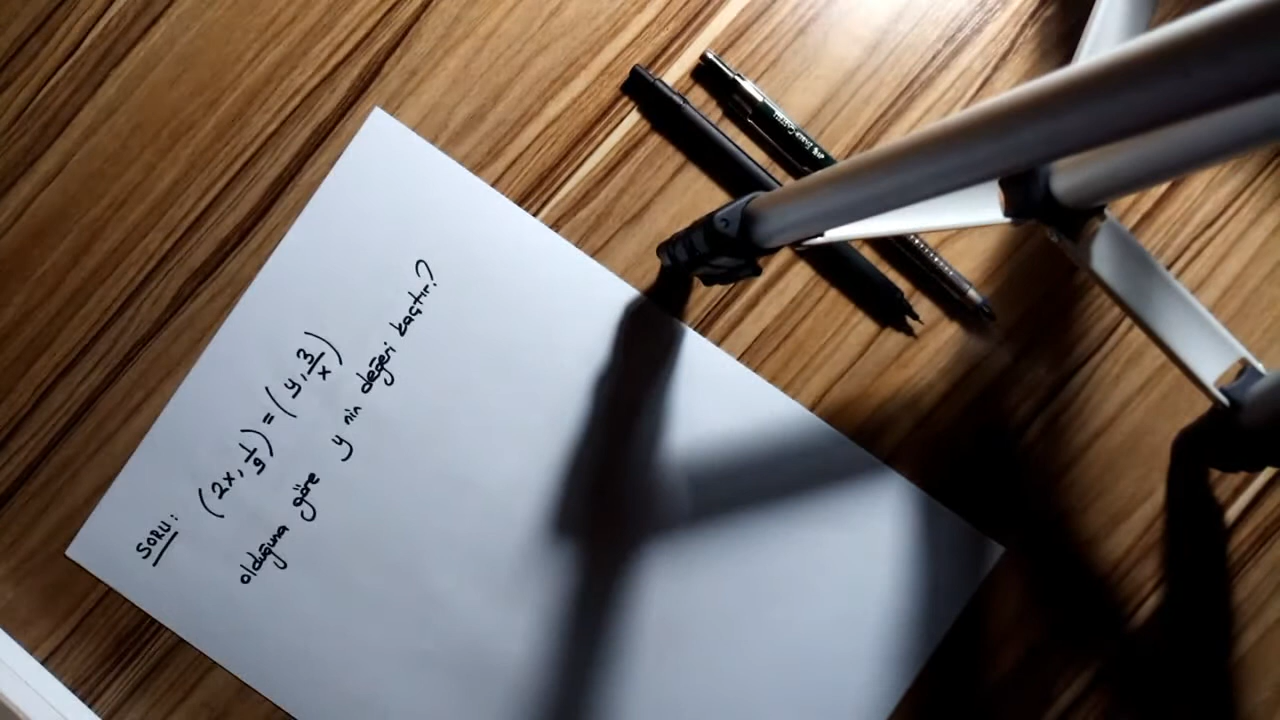 SORU: (2x, 1/9) = (y, 3/x)
olduğuna göre y nin değeri kaçtır?